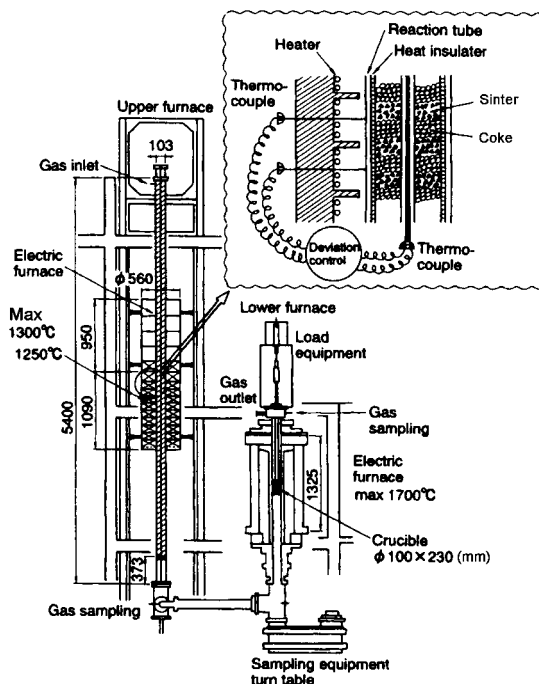 Reaction tube
Heater
Heat insulater
Thermo-
couple
Sinter
Coke
Deviation
control
Thermo-
couple
Upper furnace
103
Gas inlet
Electric
furnace
φ560
Max
1300℃
1250℃
950
1090
5400
373
Gas sampling
Lower furnace
Load
equipment
Gas
outlet
Gas
sampling
1325
Electric
furnace
max 1700℃
Crucible
φ 100×230 (mm)
Sampling equipment
turn table